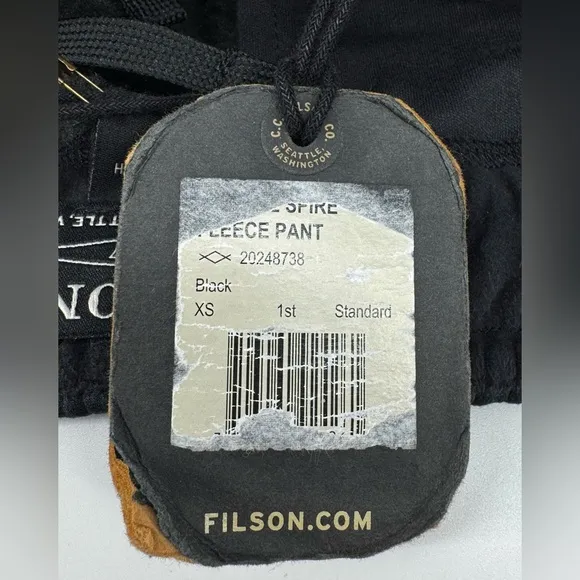 C.C. FILSON CO.
SEATTLE,
WASHINGTON
SPIRE
FLEECE PANT
20248738
Black
XS 1st Standard
FILSON.COM